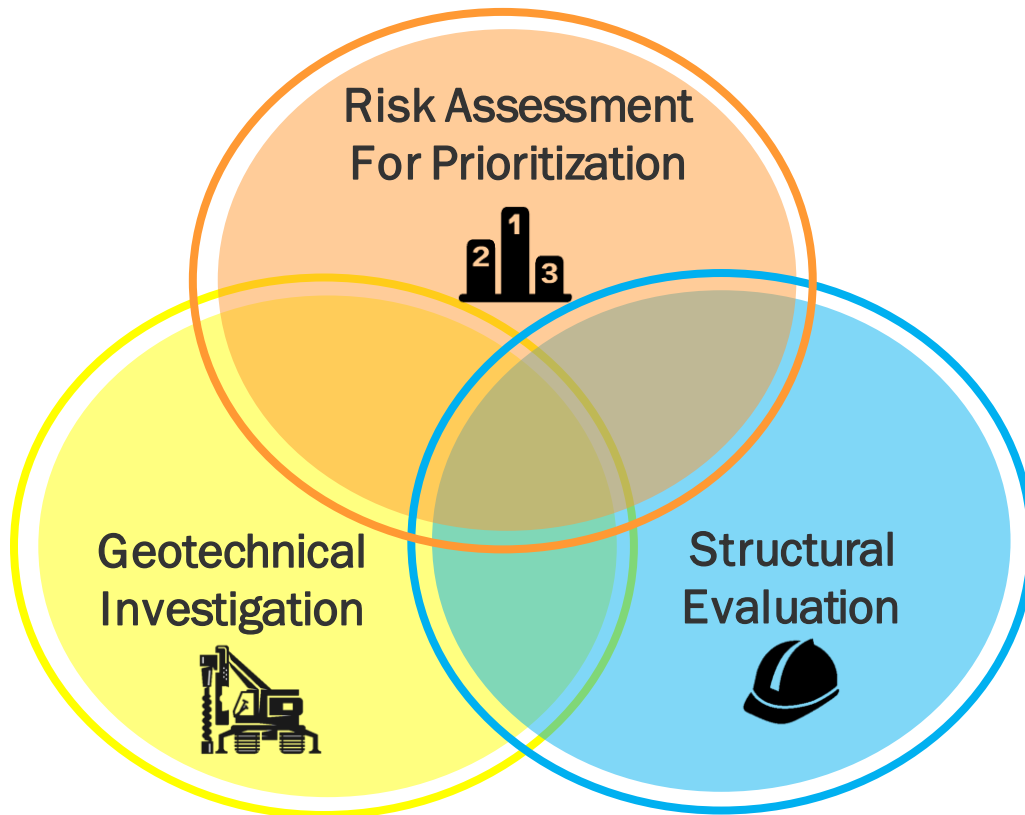 Risk Assessment
For Prioritization
1
2
3
Geotechnical
Investigation
Structural
Evaluation